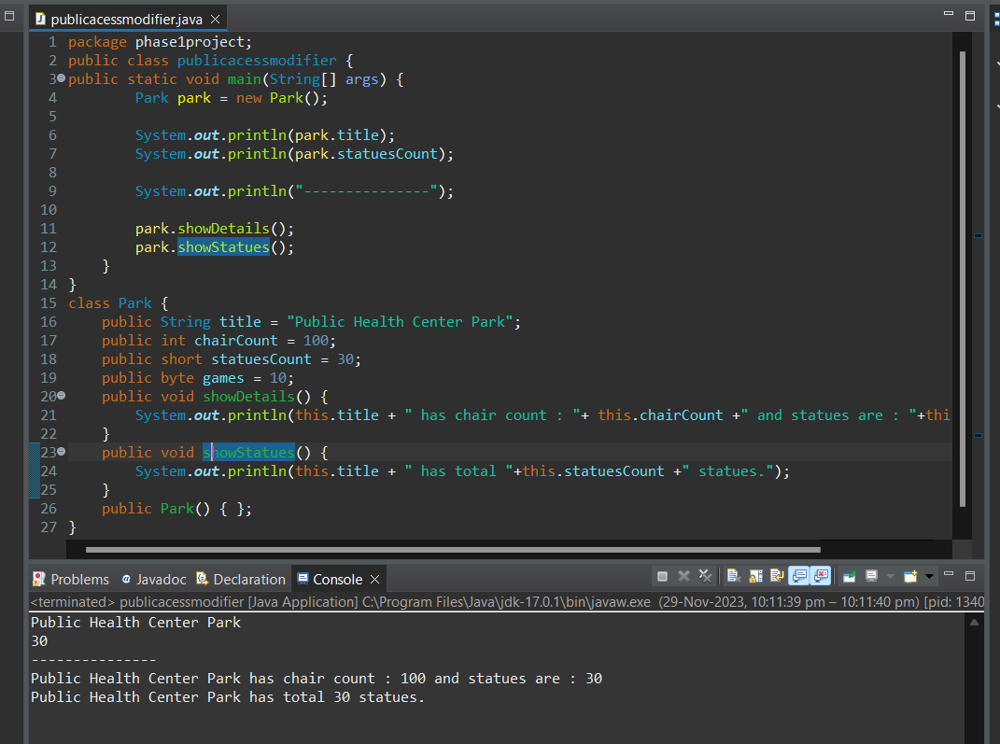 publicacessmodifier.java
1 package phase1project;
2 public class publicacessmodifier {
3 public static void main(String[] args) {
4         Park park = new Park();
5
6         System.out.println(park.title);
7         System.out.println(park.statuesCount);
8
9         System.out.println("---------------");
10
11         park.showDetails();
12         park.showStatues();
13     }
14 }
15 class Park {
16     public String title = "Public Health Center Park";
17     public int chairCount = 100;
18     public short statuesCount = 30;
19     public byte games = 10;
20     public void showDetails() {
21         System.out.println(this.title + " has chair count : "+ this.chairCount +" and statues are : "+thi
22     }
23     public void showStatues() {
24         System.out.println(this.title + " has total "+this.statuesCount +" statues.");
25     }
26     public Park() { };
27 }
Problems @ Javadoc Declaration Console
<terminated> publicacessmodifier [Java Application] C:\Program Files\Java\jdk-17.0.1\bin\javaw.exe (29-Nov-2023, 10:11:39 pm – 10:11:40 pm) [pid: 1340
Public Health Center Park
30
---------------
Public Health Center Park has chair count : 100 and statues are : 30
Public Health Center Park has total 30 statues.